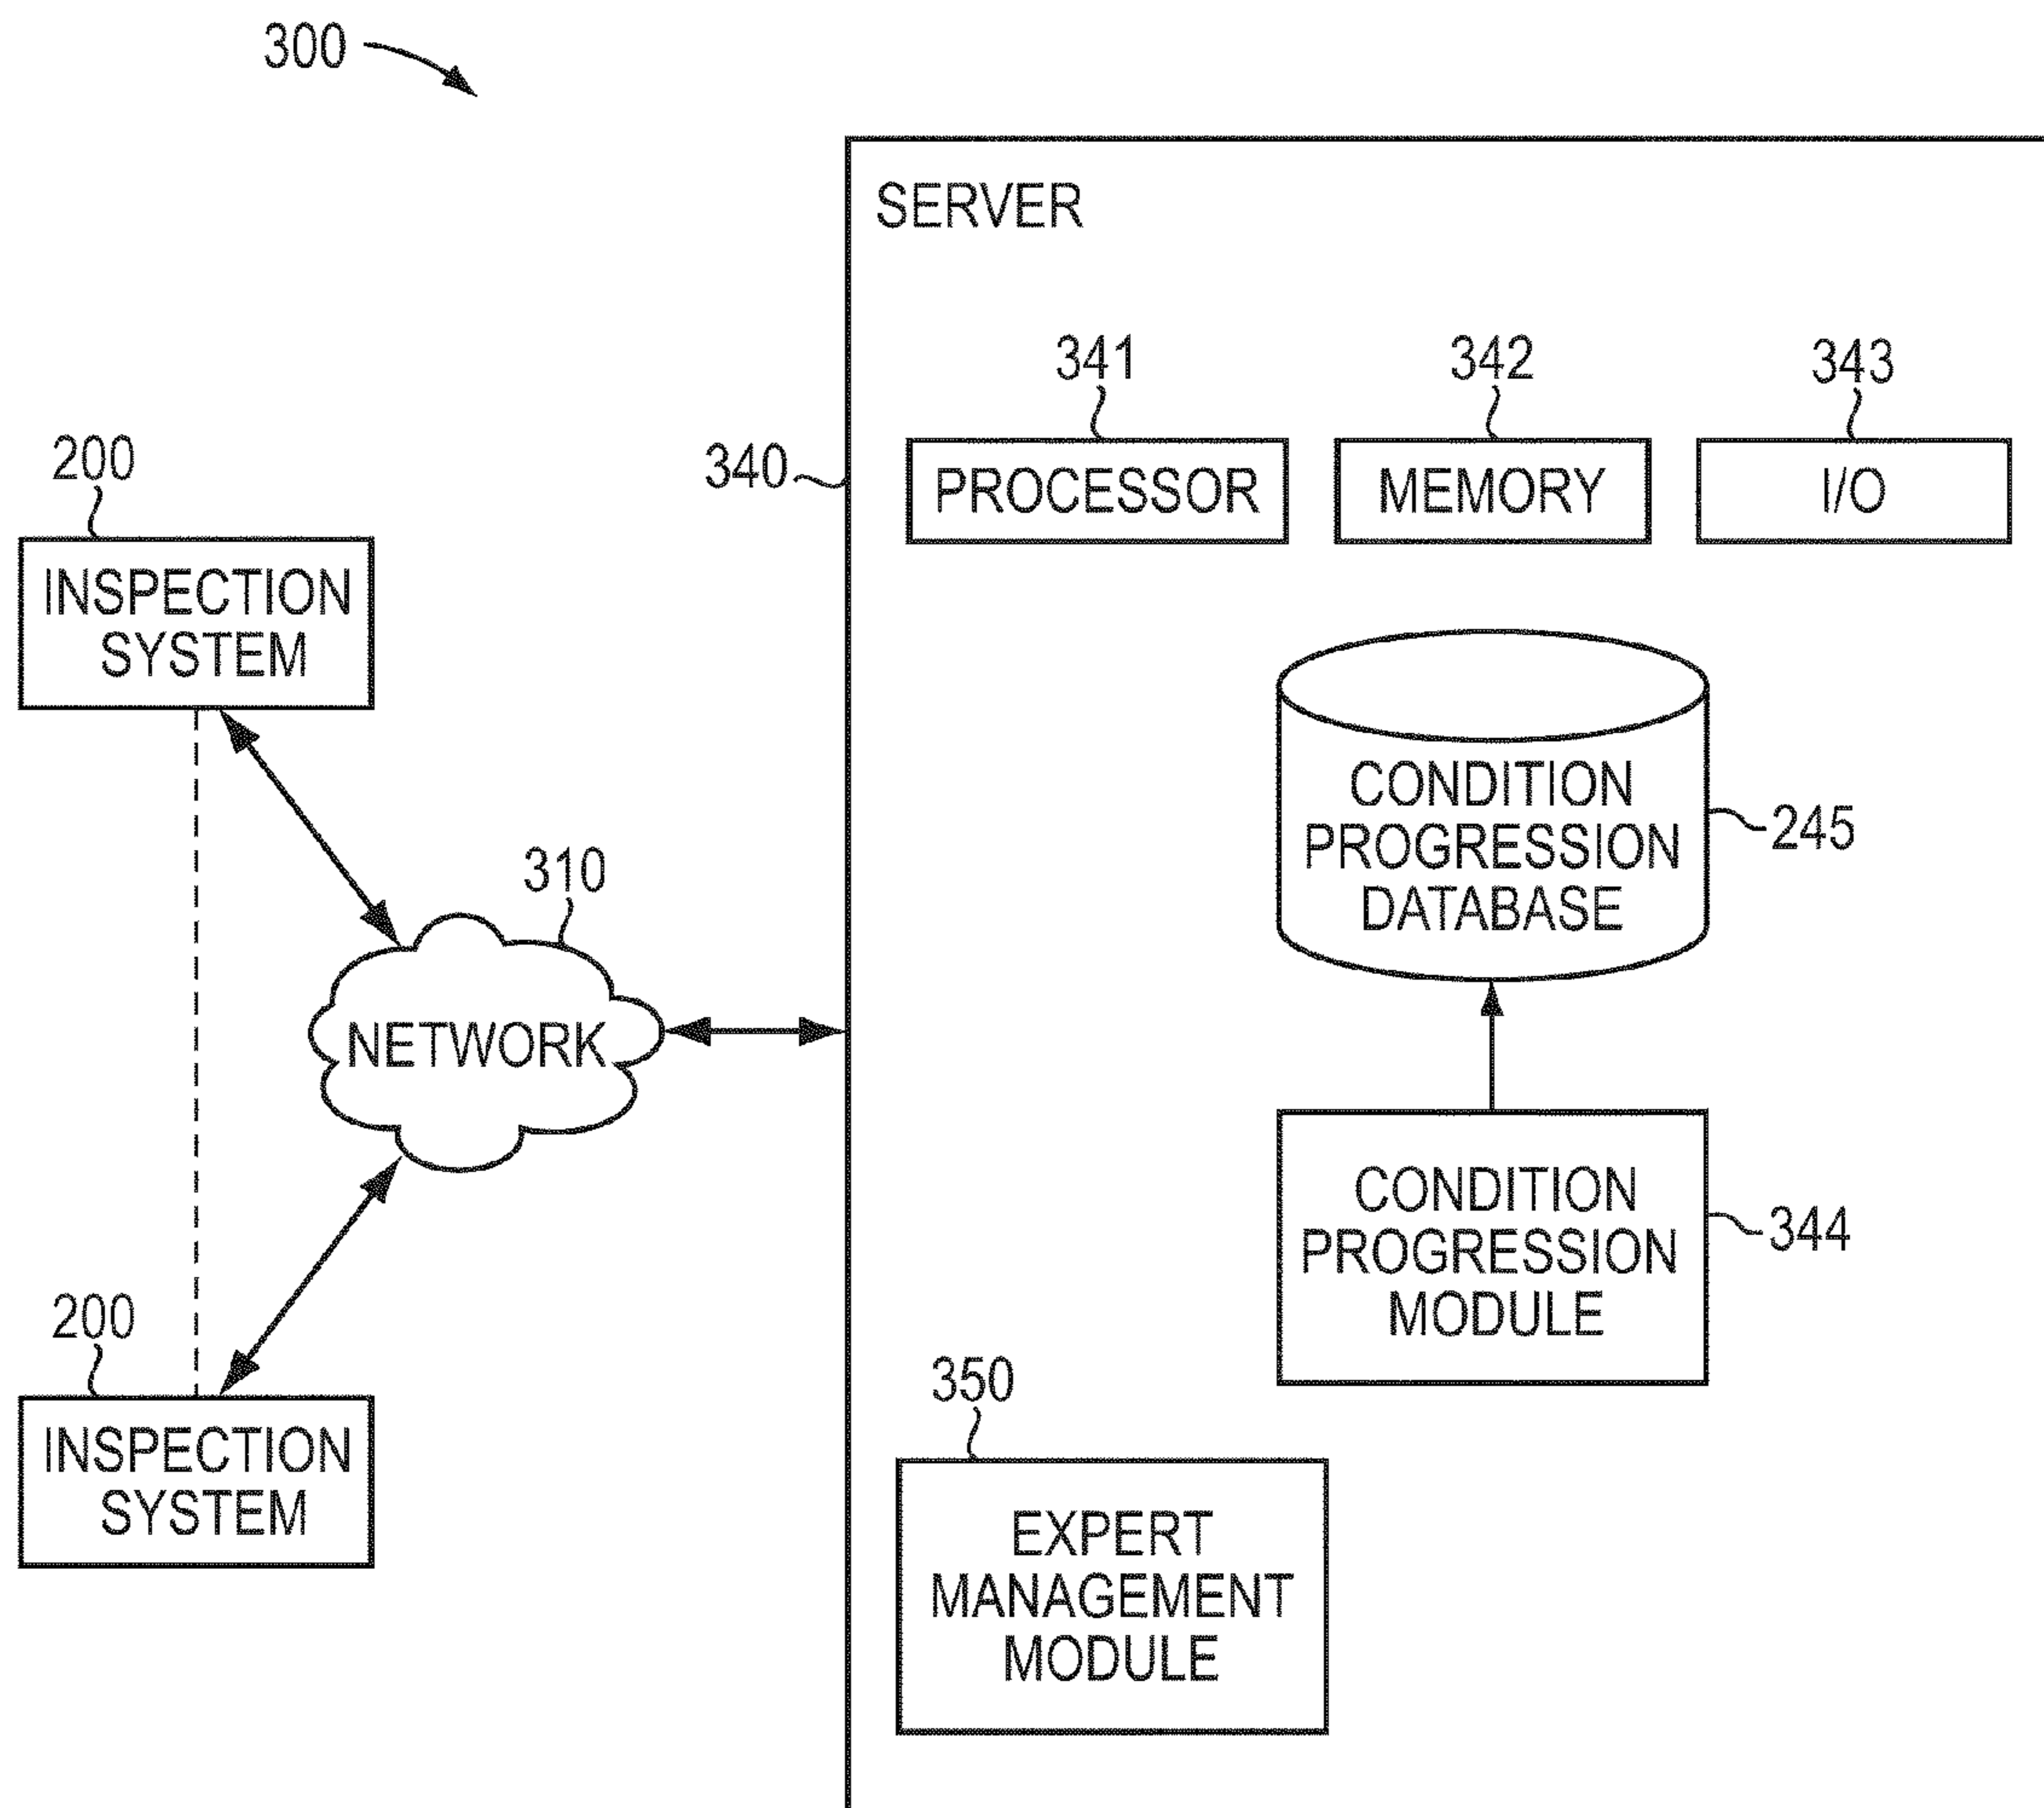 300
SERVER
341
342
343
340
PROCESSOR
MEMORY
I/O
200
INSPECTION
SYSTEM
CONDITION
PROGRESSION
DATABASE
245
310
NETWORK
CONDITION
PROGRESSION
MODULE
344
200
INSPECTION
SYSTEM
350
EXPERT
MANAGEMENT
MODULE